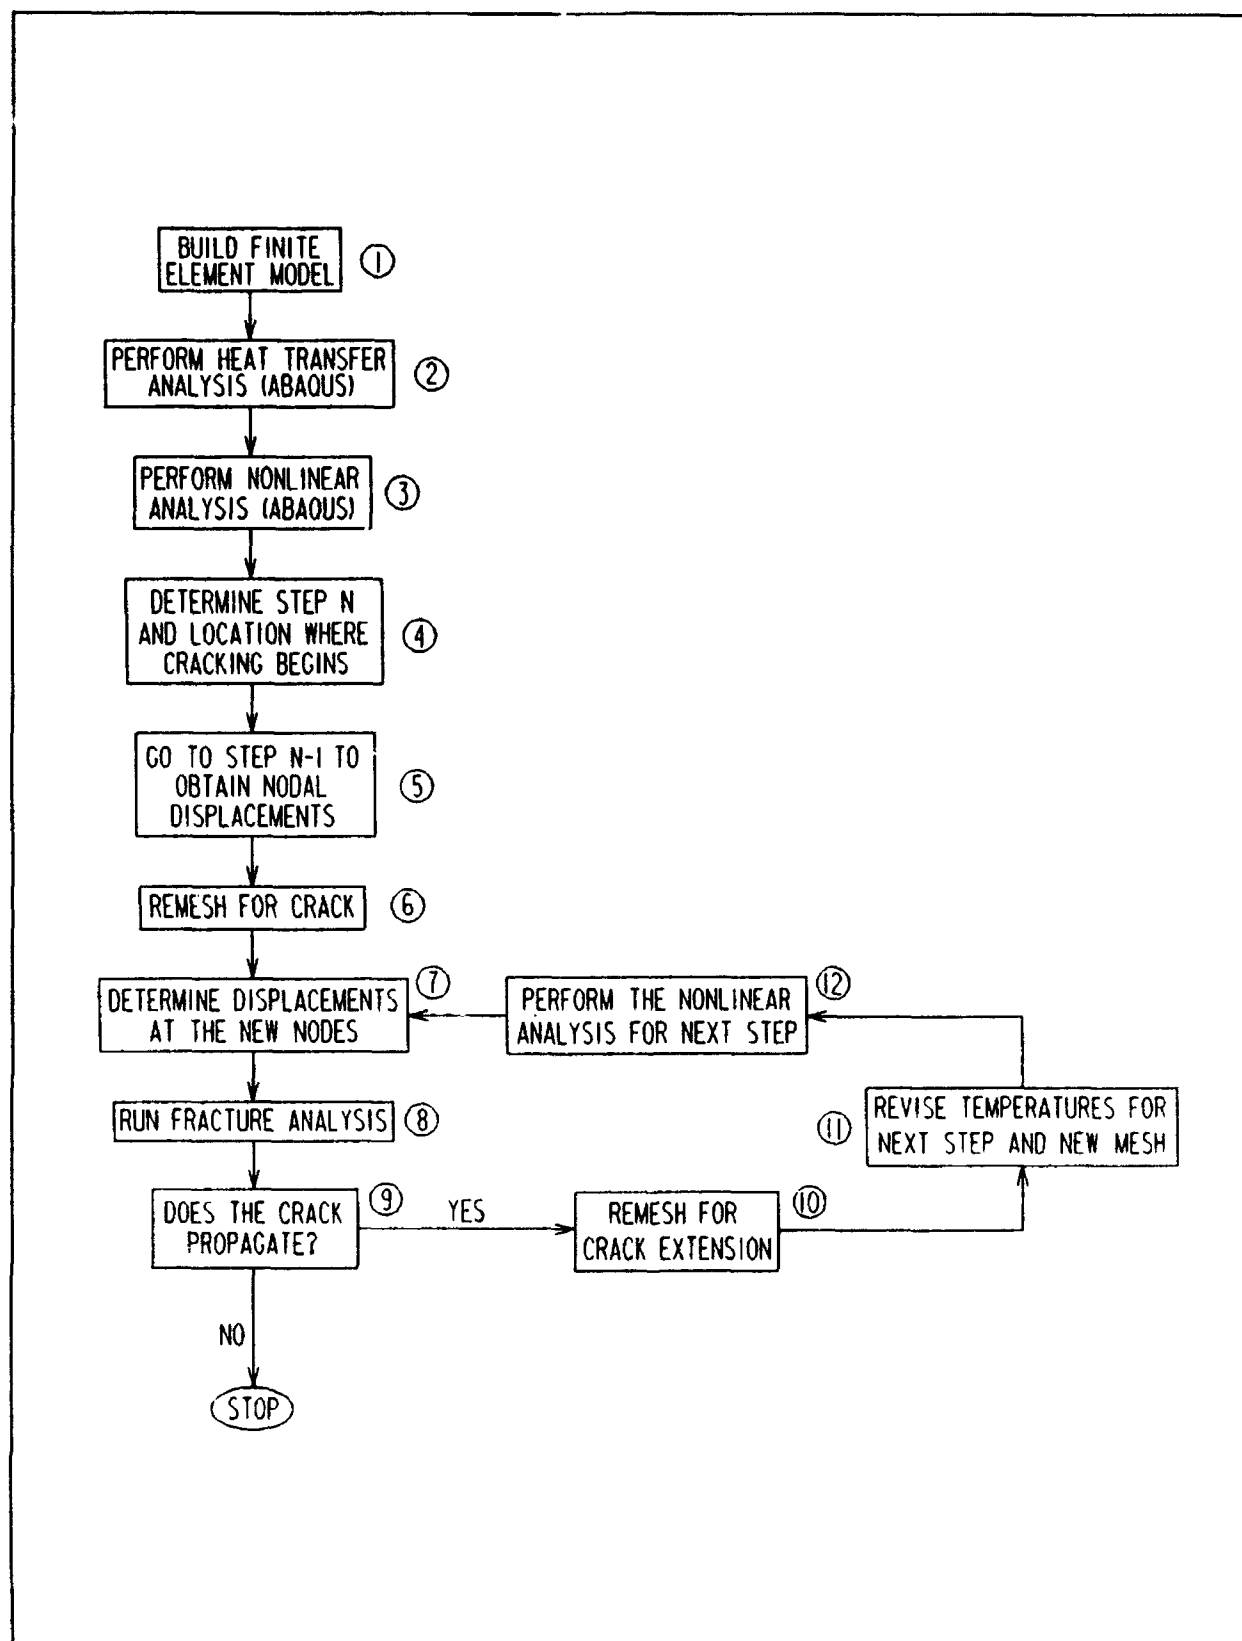 BUILD FINITE
ELEMENT MODEL
1
PERFORM HEAT TRANSFER
ANALYSIS (ABAQUS)
2
PERFORM NONLINEAR
ANALYSIS (ABAQUS)
3
DETERMINE STEP N
AND LOCATION WHERE
CRACKING BEGINS
4
GO TO STEP N-1 TO
OBTAIN NODAL
DISPLACEMENTS
5
REMESH FOR CRACK
6
DETERMINE DISPLACEMENTS
AT THE NEW NODES
7
PERFORM THE NONLINEAR
ANALYSIS FOR NEXT STEP
12
RUN FRACTURE ANALYSIS
8
REVISE TEMPERATURES FOR
NEXT STEP AND NEW MESH
11
DOES THE CRACK
PROPAGATE?
9
YES
REMESH FOR
CRACK EXTENSION
10
NO
STOP